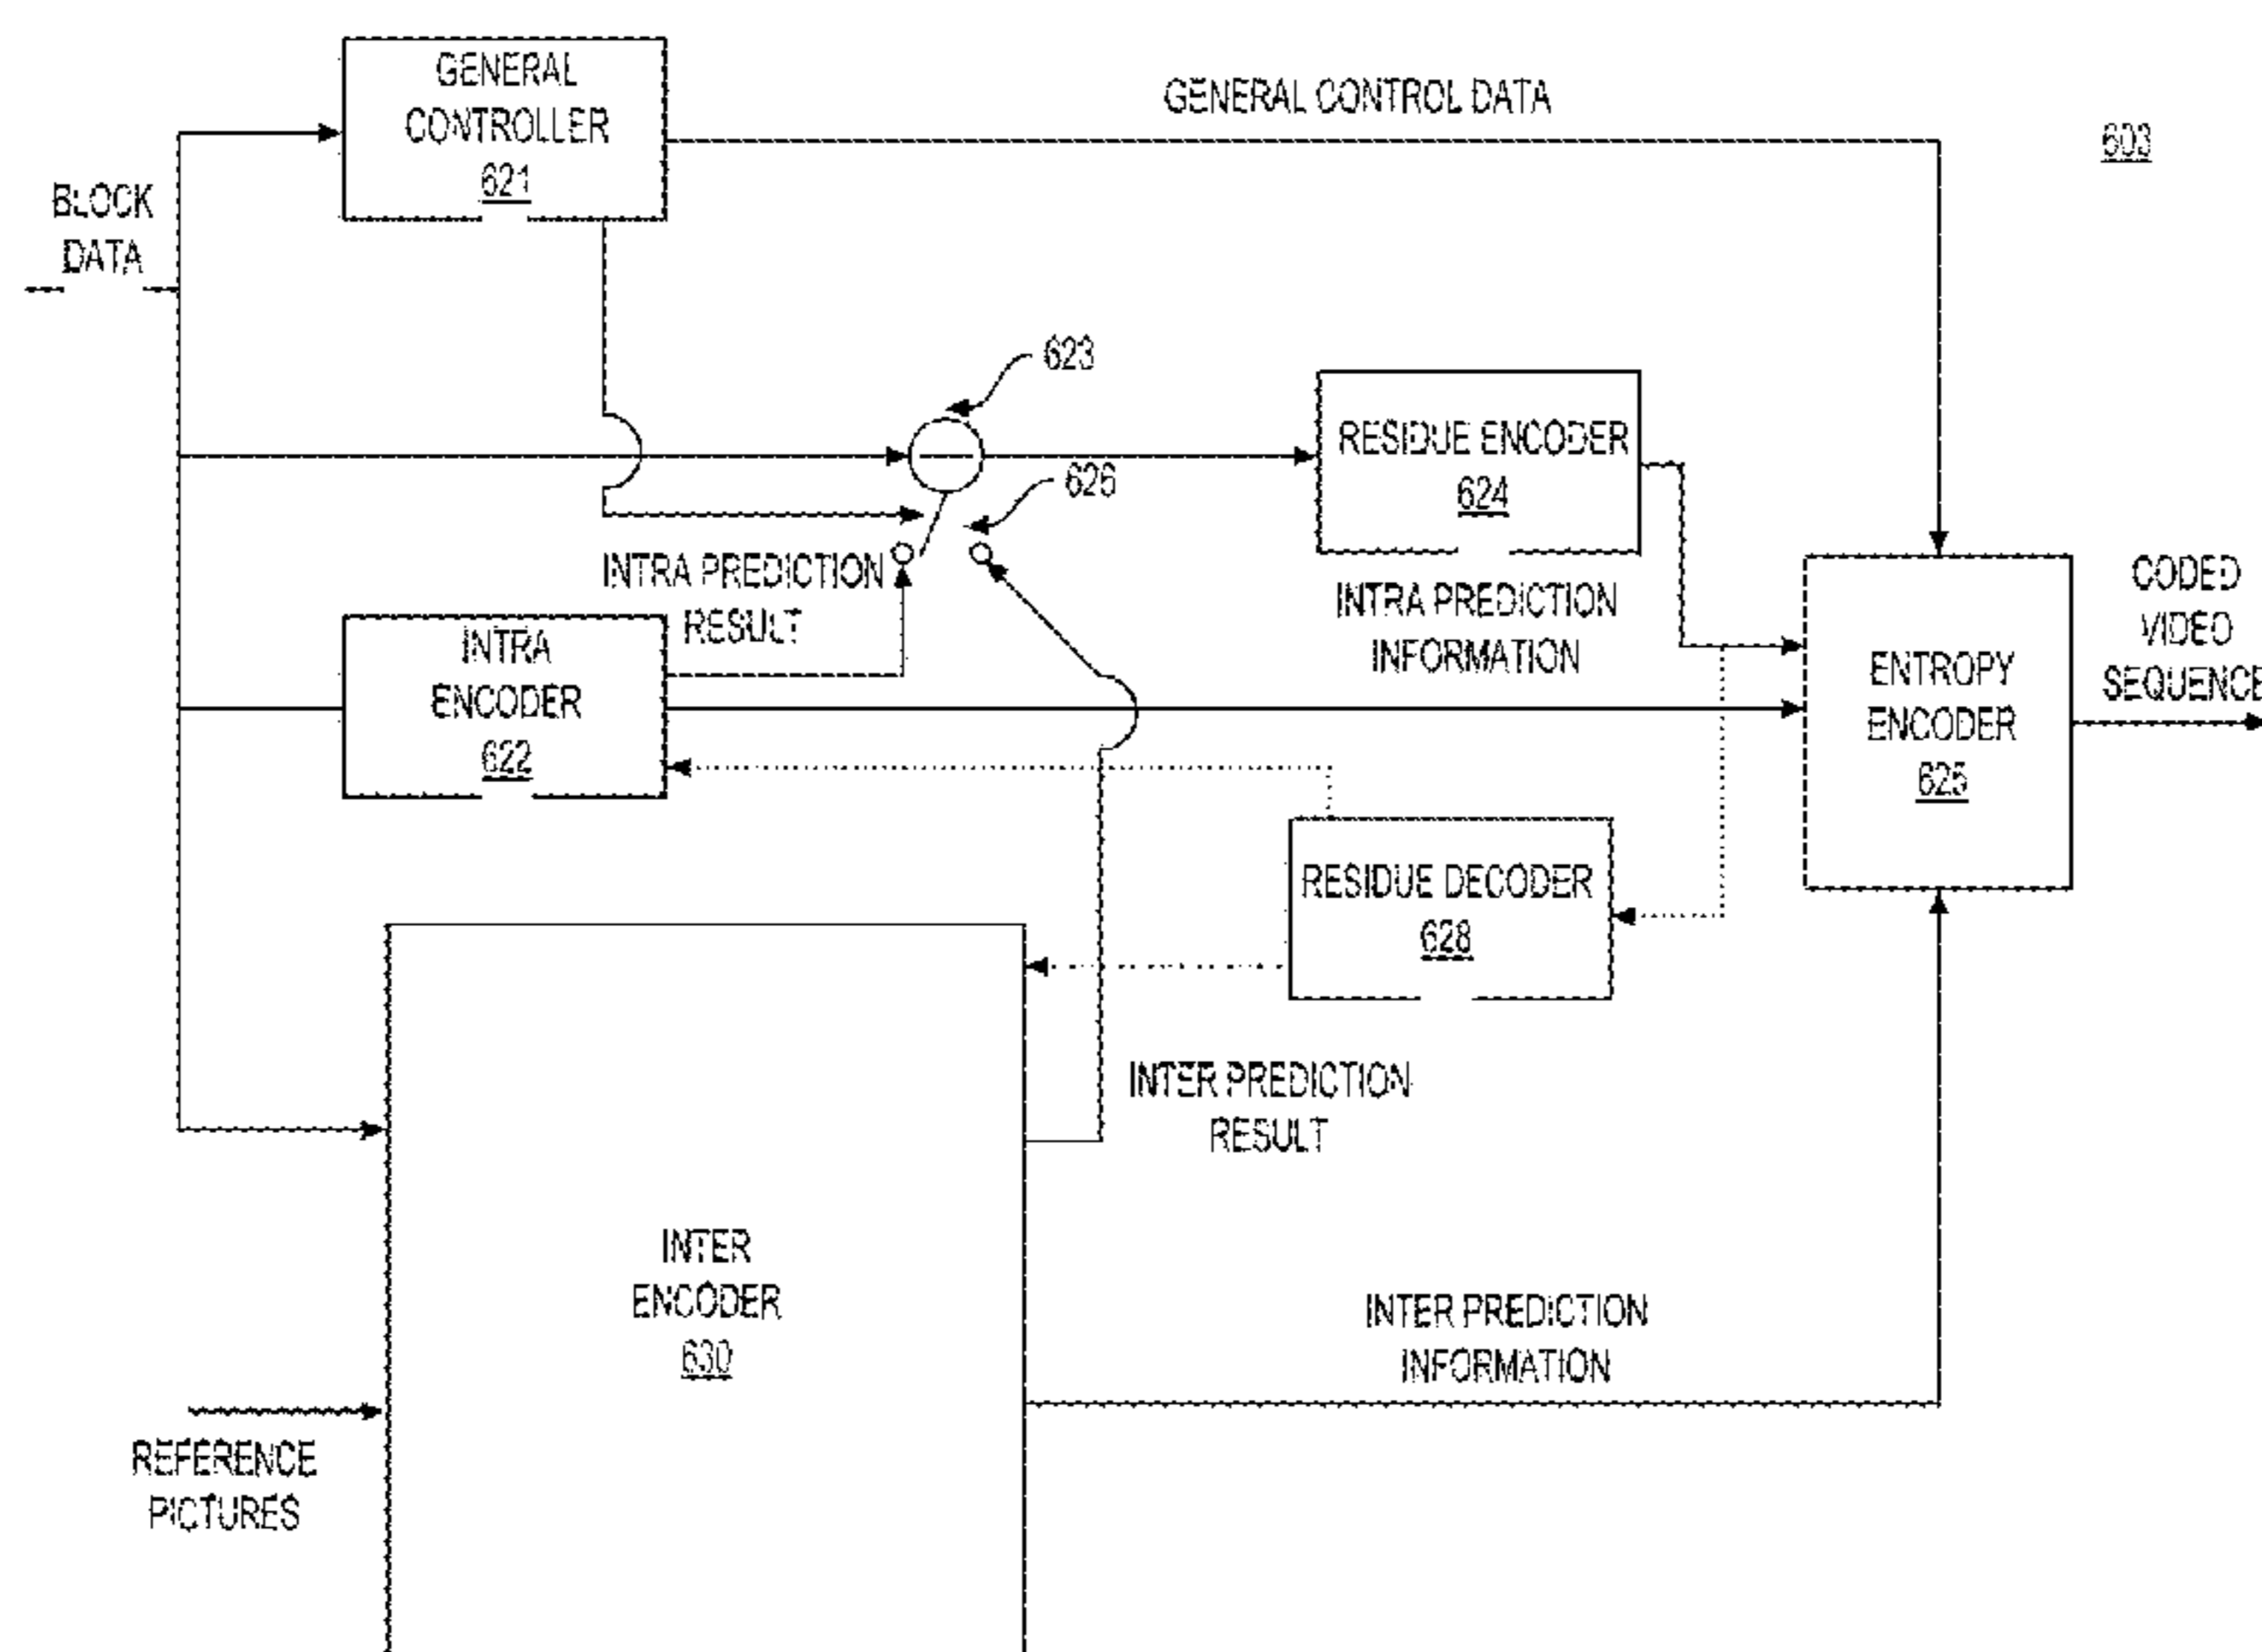 GENERAL
CONTROLLER
621
GENERAL CONTROL DATA
603
BLOCK
DATA
623
RESIDUE ENCODER
624
626
INTRA PREDICTION
RESULT
INTRA PREDICTION
INFORMATION
CODED
VIDEO
SEQUENCE
INTRA
ENCODER
622
ENTROPY
ENCODER
625
RESIDUE DECODER
628
INTER PREDICTION
RESULT
INTER
ENCODER
630
INTER PREDICTION
INFORMATION
REFERENCE
PICTURES